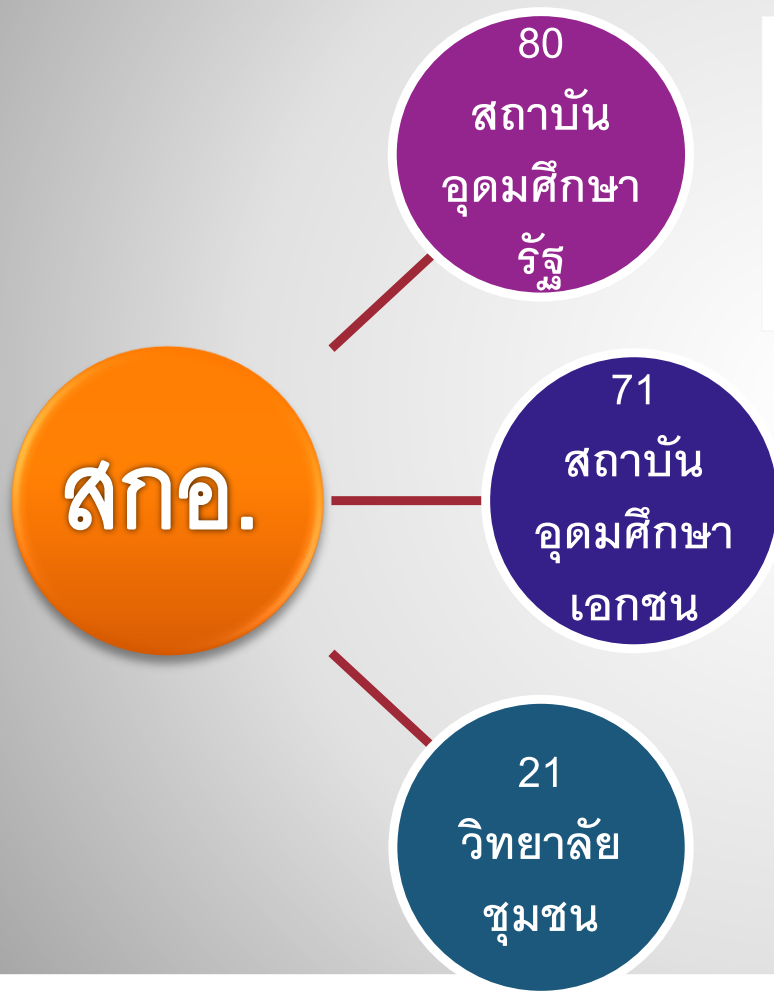 80
สถาบัน
อุดมศึกษา
รัฐ
สกอ.
71
สถาบัน
อุดมศึกษา
เอกชน
21
วิทยาลัย
ชุมชน